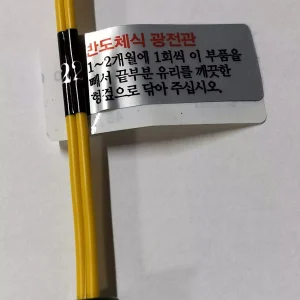 반도체식 광전관
1~2개월에 1회씩 이 부품을
빼서 끝부분 유리를 깨끗한
헝겊으로 닦아 주십시오.
22